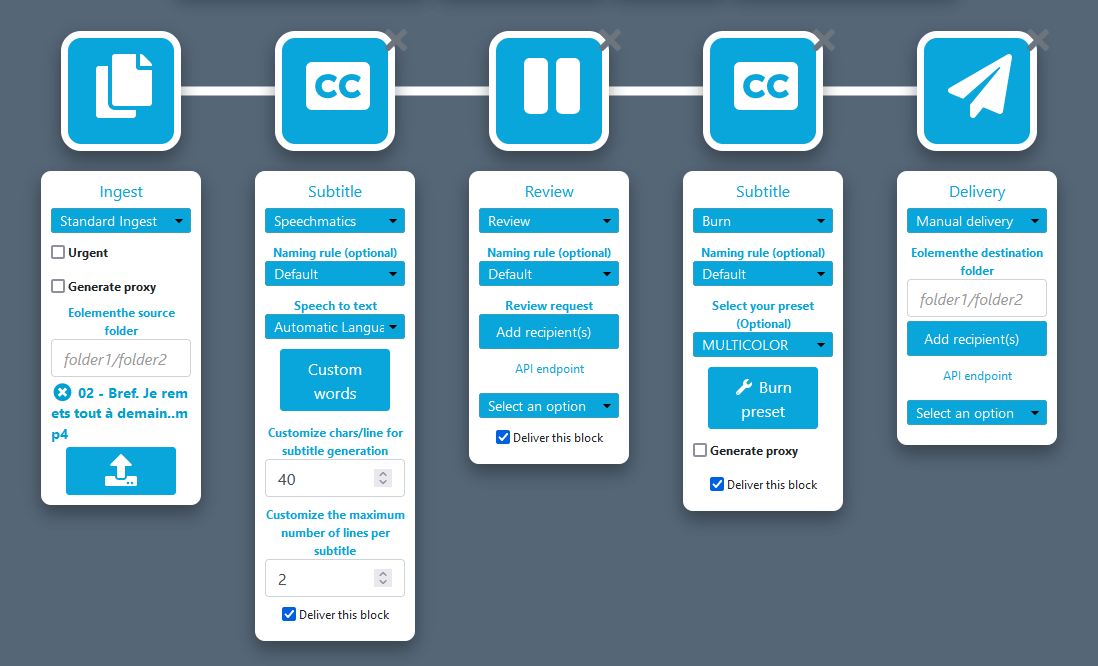 CC
CC
Ingest
Standard Ingest
Urgent
Generate proxy
Eolementhe source
folder
folder1/folder2
02 - Bref. Je rem
ets tout à demain..m
p4
Subtitle
Speechmatics
Naming rule (optional)
Default
Speech to text
Automatic Langua
Custom
words
Customize chars/line for
subtitle generation
40
Customize the maximum
number of lines per
subtitle
2
Deliver this block
Review
Review
Naming rule (optional)
Default
Review request
Add recipient(s)
API endpoint
Select an option
Deliver this block
Subtitle
Burn
Naming rule (optional)
Default
Select your preset
(Optional)
MULTICOLOR
Burn
preset
Generate proxy
Deliver this block
Delivery
Manual delivery
Eolementhe destination
folder
folder1/folder2
Add recipient(s)
API endpoint
Select an option